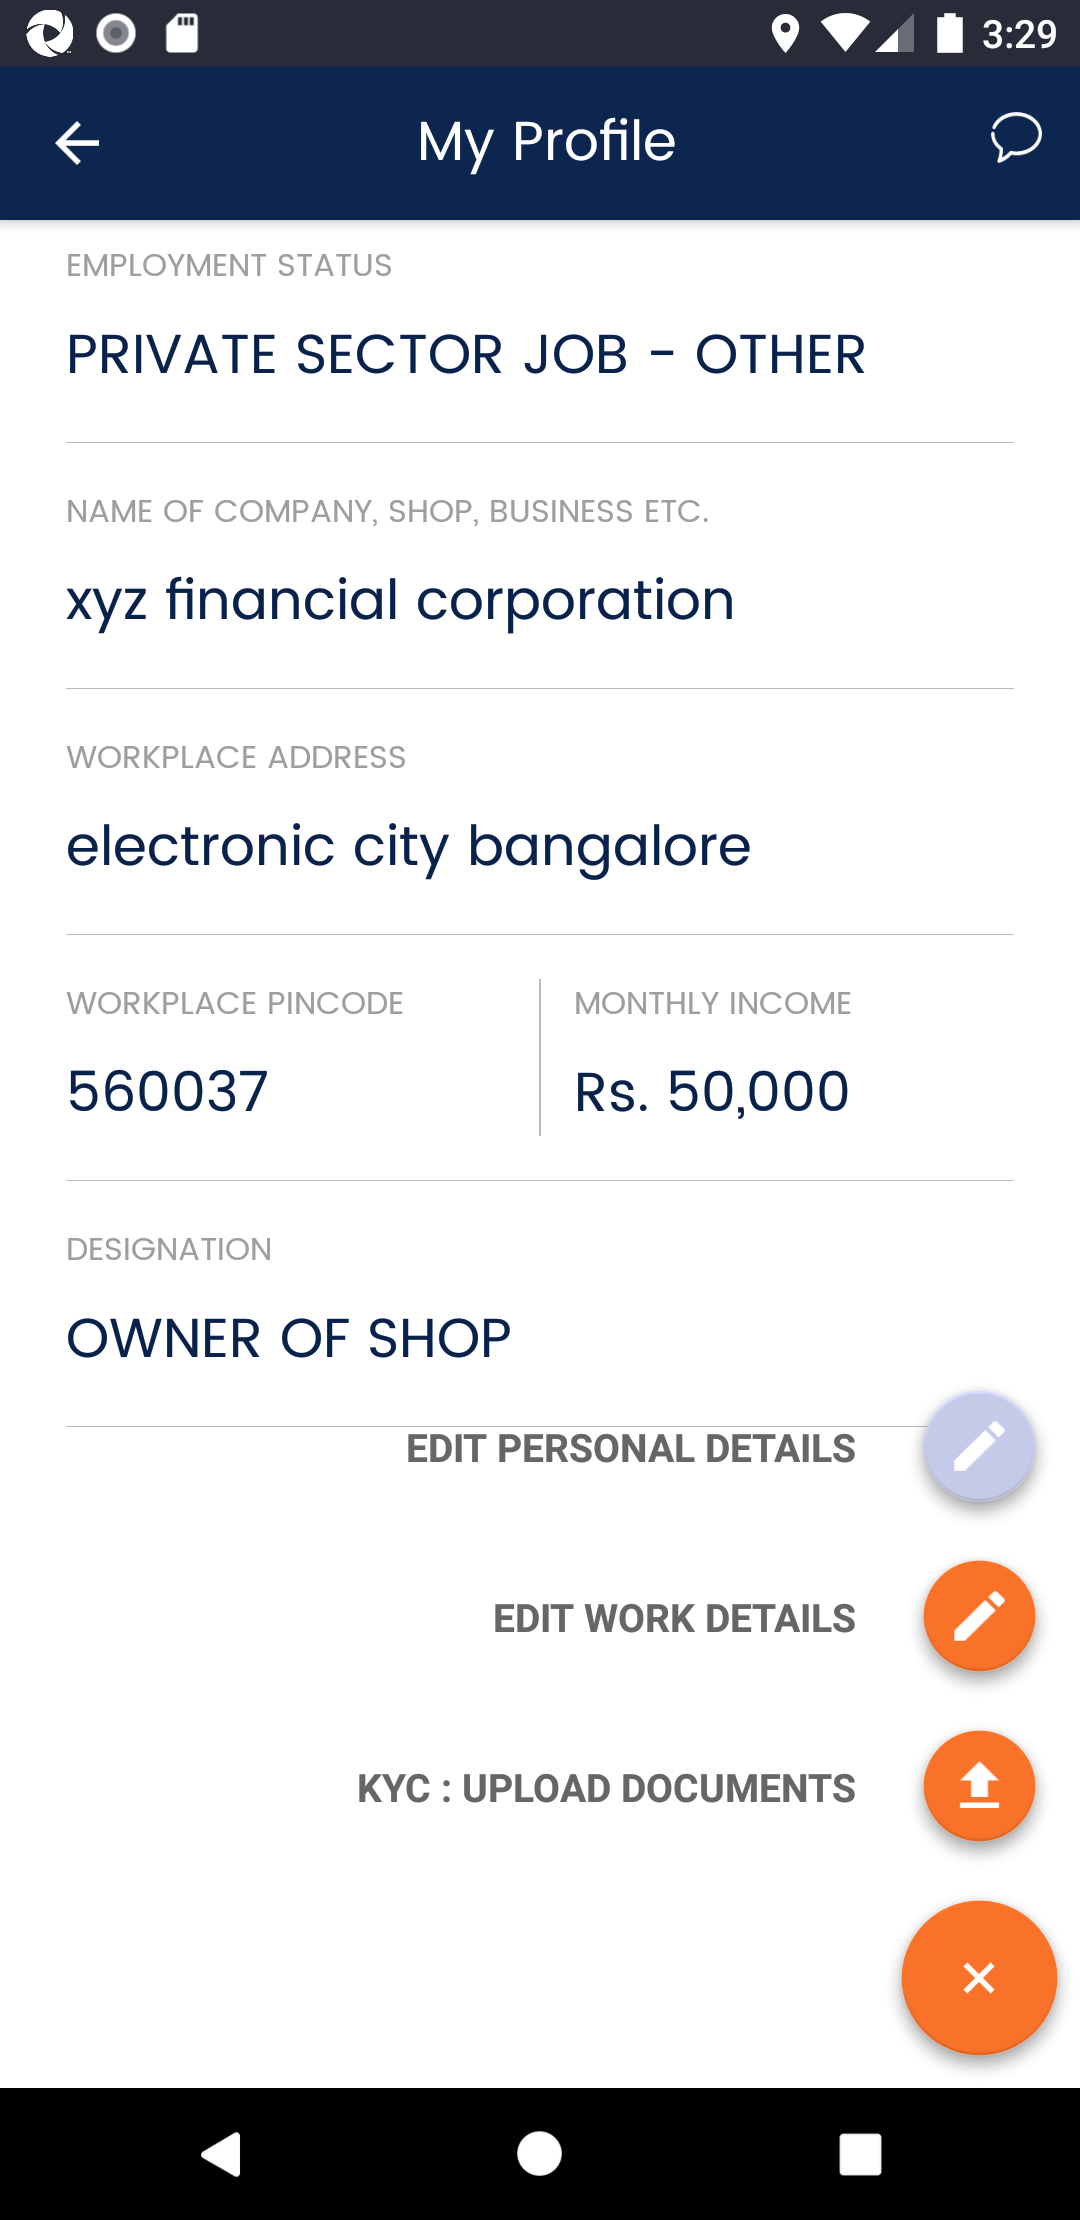 3:29
My Profile
EMPLOYMENT STATUS
PRIVATE SECTOR JOB - OTHER
NAME OF COMPANY, SHOP, BUSINESS ETC.
xyz financial corporation
WORKPLACE ADDRESS
electronic city bangalore
WORKPLACE PINCODE
560037
MONTHLY INCOME
Rs. 50,000
DESIGNATION
OWNER OF SHOP
EDIT PERSONAL DETAILS
EDIT WORK DETAILS
KYC : UPLOAD DOCUMENTS